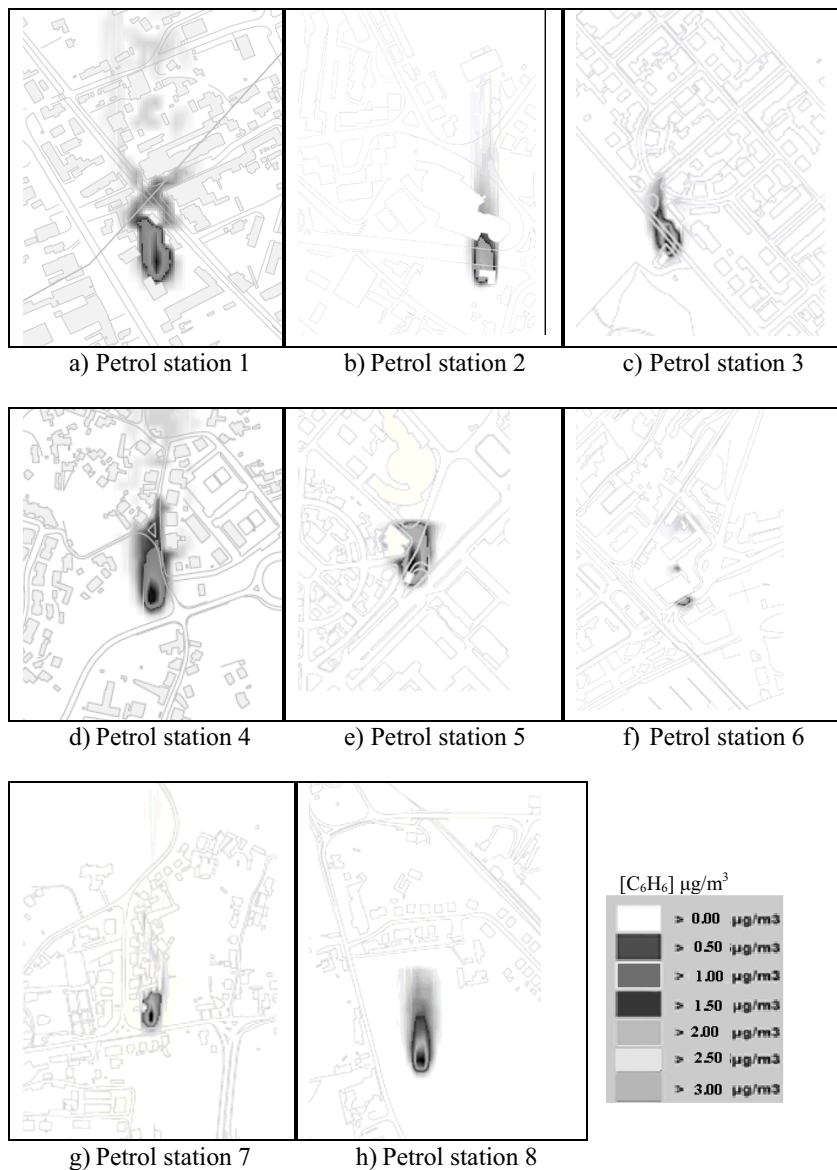 a) Petrol station 1
b) Petrol station 2
c) Petrol station 3
d) Petrol station 4
e) Petrol station 5
f) Petrol station 6
g) Petrol station 7
h) Petrol station 8
[C₆H₆] μg/m³
> 0.00 μg/m3
> 0.50 μg/m3
> 1.00 μg/m3
> 1.50 μg/m3
> 2.00 μg/m3
> 2.50 μg/m3
> 3.00 μg/m3